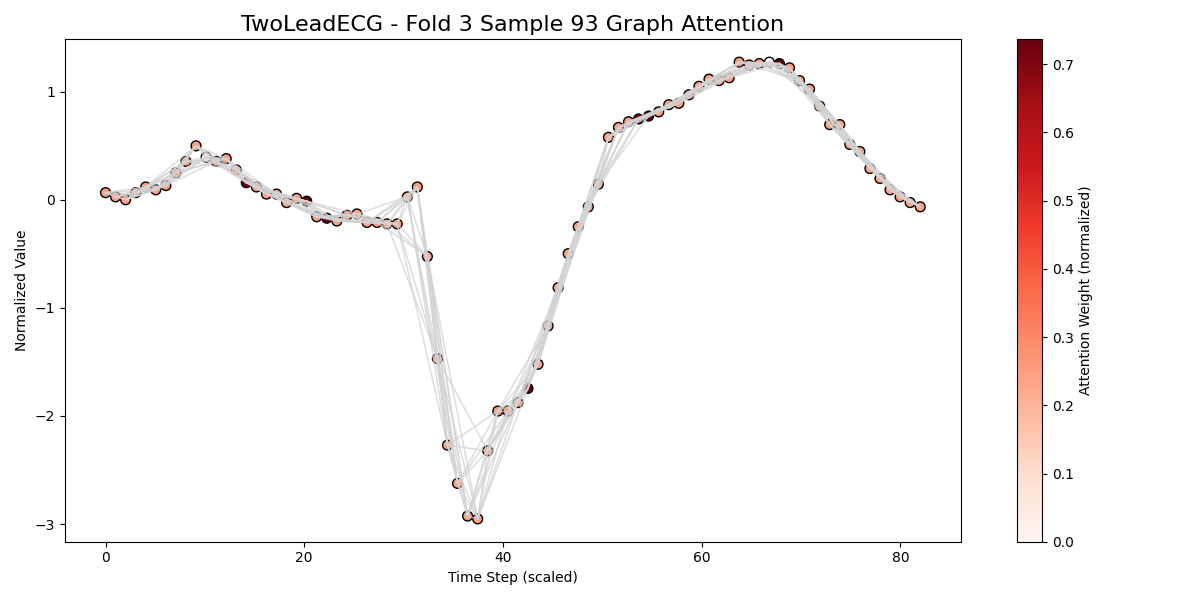 TwoLeadECG - Fold 3 Sample 93 Graph Attention
Normalized Value
1
0
−1
−2
−3
0 20 40 60 80
Time Step (scaled)
0.7
0.6
0.5
0.4
0.3
0.2
0.1
0.0
Attention Weight (normalized)